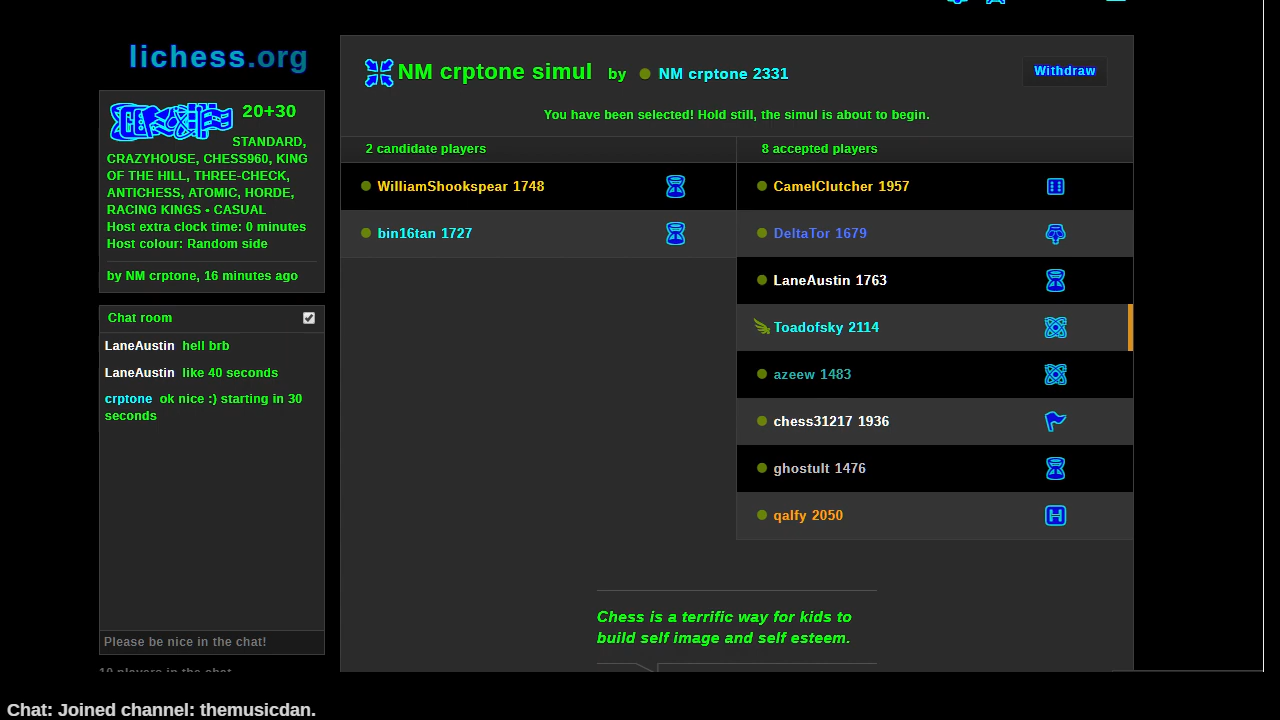 lichess.org
20+30
STANDARD,
CRAZYHOUSE, CHESS960, KING
OF THE HILL, THREE-CHECK,
ANTICHESS, ATOMIC, HORDE,
RACING KINGS • CASUAL
Host extra clock time: 0 minutes
Host colour: Random side
by NM crptone, 16 minutes ago
Chat room
LaneAustin hell brb
LaneAustin like 40 seconds
crptone ok nice :) starting in 30
seconds
Please be nice in the chat!
10 players in the chat
NM crptone simul by NM crptone 2331
Withdraw
You have been selected! Hold still, the simul is about to begin.
2 candidate players
WilliamShookspear 1748
bin16tan 1727
8 accepted players
CamelClutcher 1957
DeltaTor 1679
LaneAustin 1763
Toadofsky 2114
azeew 1483
chess31217 1936
ghostult 1476
qalfy 2050
Chess is a terrific way for kids to
build self image and self esteem.
Chat: Joined channel: themusicdan.